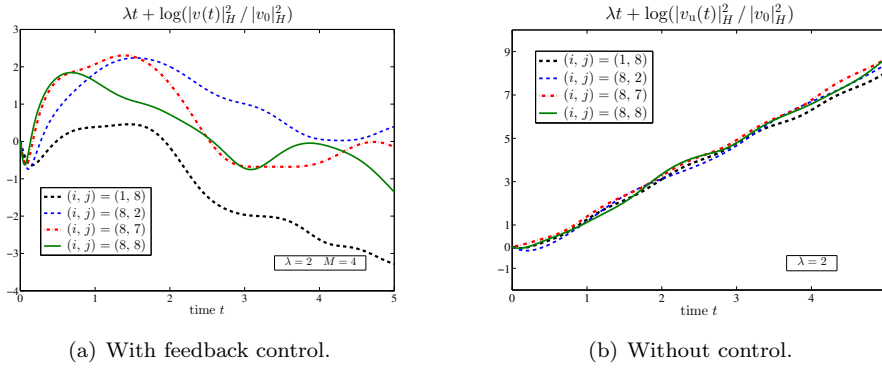 λt + log(|v(t)|²_H / |v₀|²_H)
3
2
1
0
−1
−2
−3
−4
0 1 2 3 4 5
time t
(i, j) = (1, 8)
(i, j) = (8, 2)
(i, j) = (8, 7)
(i, j) = (8, 8)
λ = 2 M = 4
(a) With feedback control.
λt + log(|v_u(t)|²_H / |v₀|²_H)
9
7
5
3
1
0
−1
0 1 2 3 4
time t
(i, j) = (1, 8)
(i, j) = (8, 2)
(i, j) = (8, 7)
(i, j) = (8, 8)
λ = 2
(b) Without control.